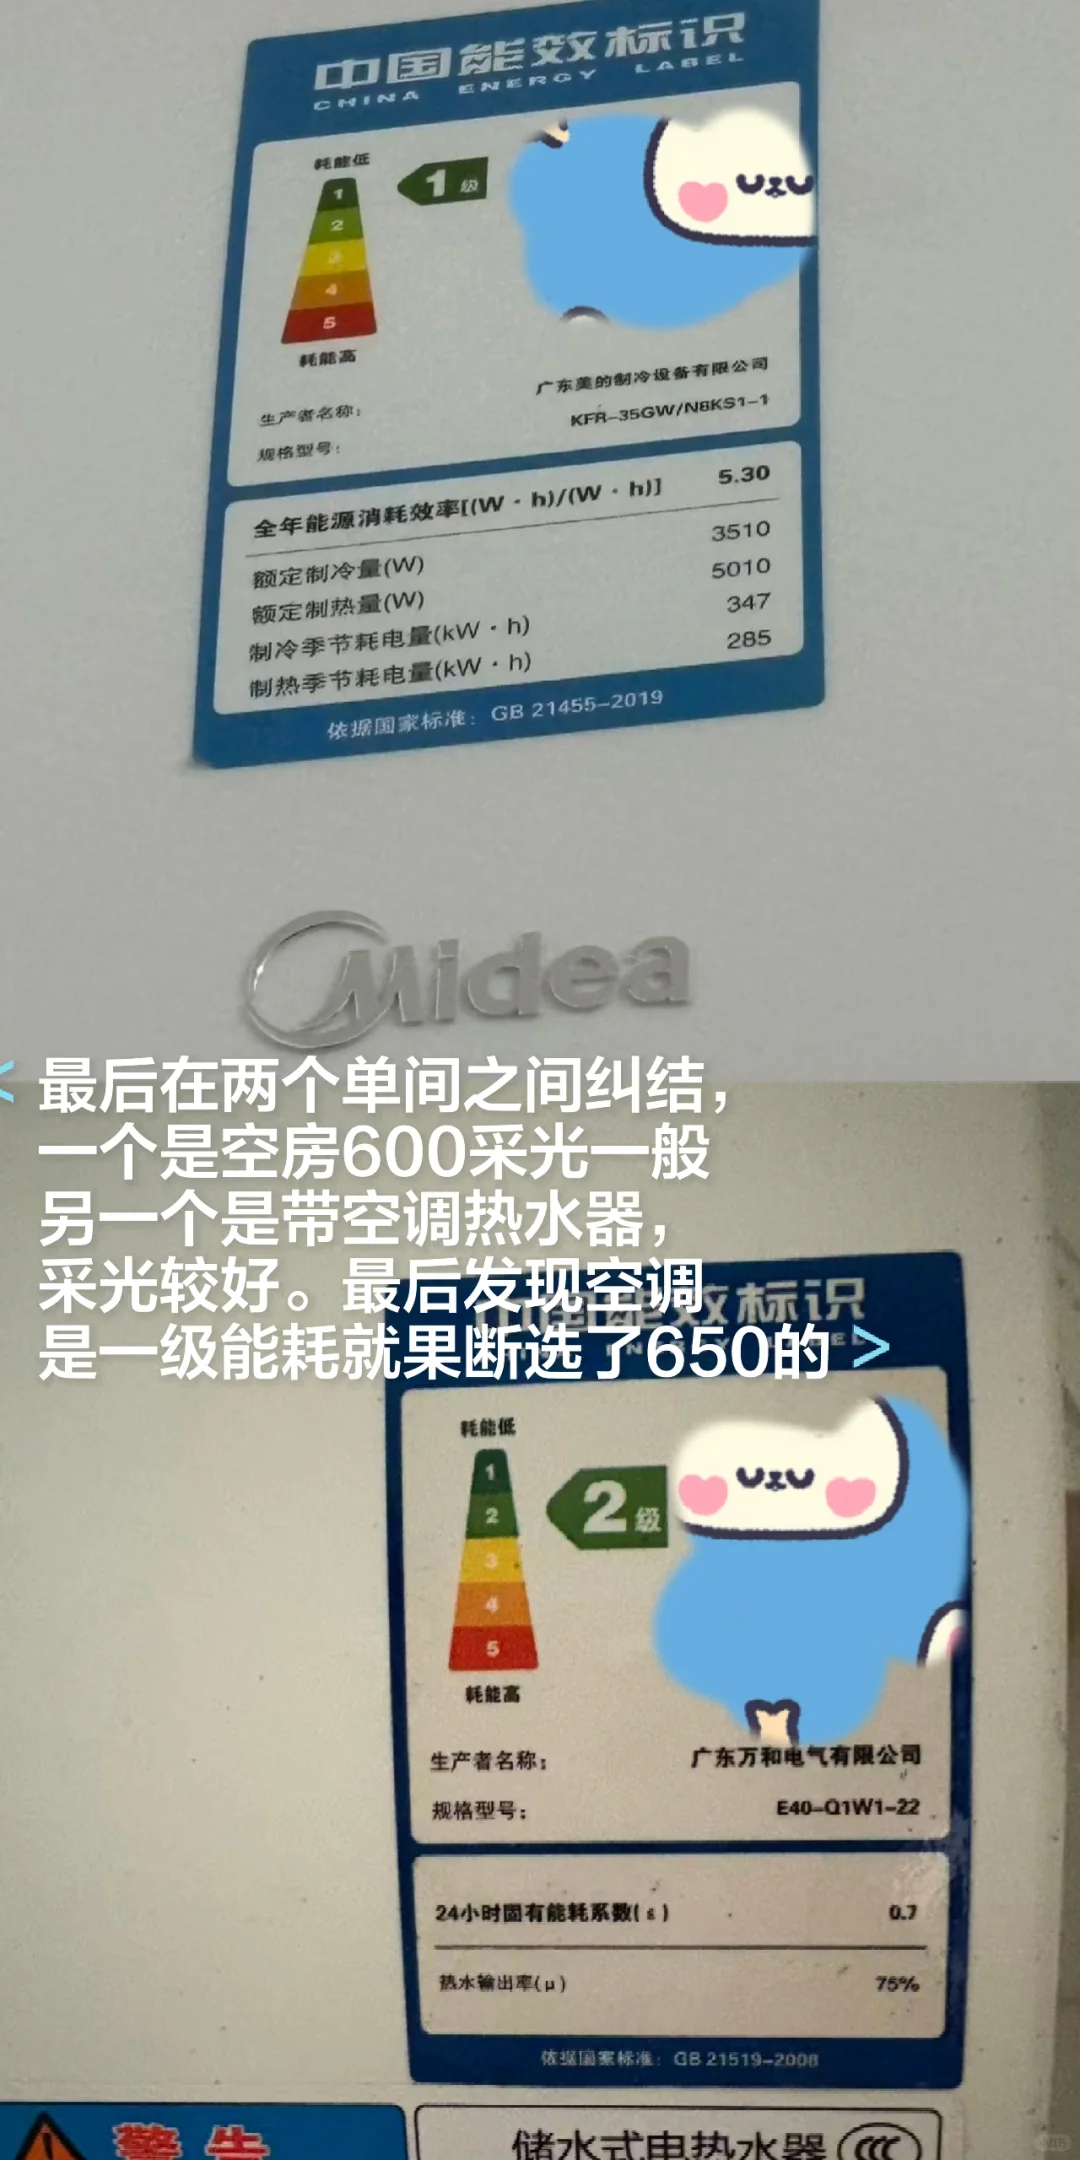 中国能效标识
CHINA ENERGY LABEL
耗能低
1
2
3
4
5
耗能高
1级
生产者名称:
广东美的制冷设备有限公司
规格型号:
KFR-35GW/N8KS1-1
全年能源消耗效率[(W·h)/(W·h)] 5.30
额定制冷量(W) 3510
额定制热量(W) 5010
制冷季节耗电量(kW·h) 347
制热季节耗电量(kW·h) 285
依据国家标准: GB 21455-2019
Midea
< 最后在两个单间之间纠结，
一个是空房600采光一般
另一个是带空调热水器，
采光较好。最后发现空调
是一级能耗就果断选了650的 >
中国能效标识
耗能低
1
2
3
4
5
耗能高
2级
生产者名称: 广东万和电气有限公司
规格型号: E40-Q1W1-22
24小时固有能耗系数(ε) 0.7
热水输出率(μ) 75%
依据国家标准: GB 21519-2008
警告
储水式电热水器